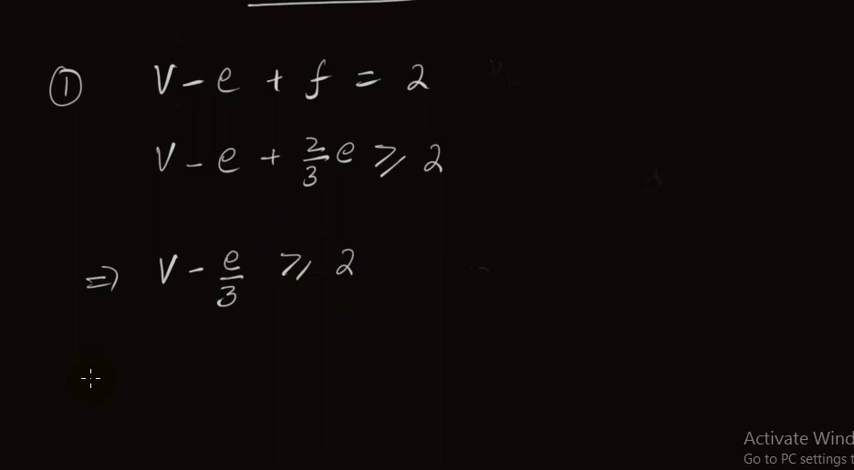 ① V - e + f = 2
V - e + 2/3 e ⩾ 2
⇒ V - e/3 ⩾ 2
Activate Wind
Go to PC settings t